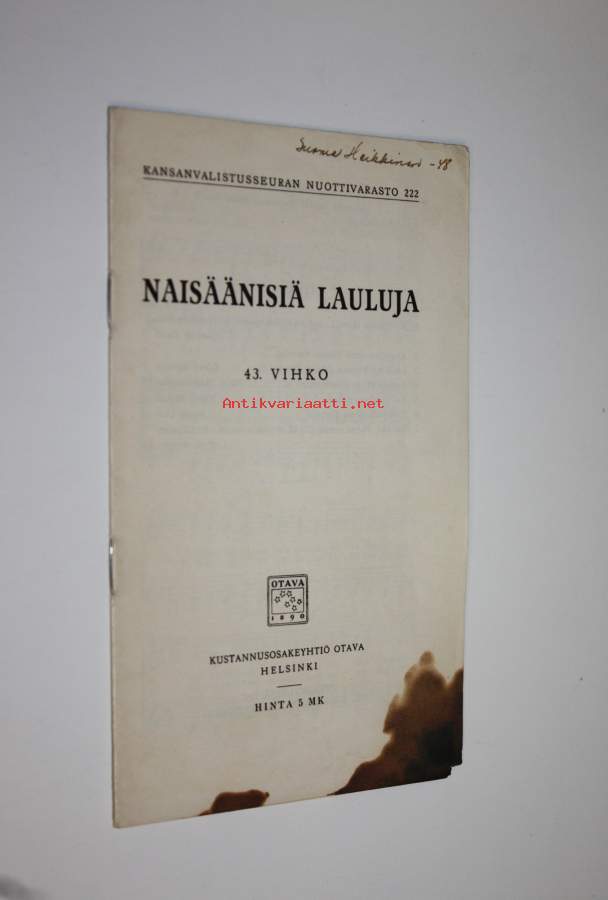 Suoma Heikkinen -48
KANSANVALISTUSSEURAN NUOTTIVARASTO 222
NAISÄÄNISIÄ LAULUJA
43. VIHKO
Antikvariaatti.net
OTAVA
1890
KUSTANNUSOSAKEYHTIÖ OTAVA
HELSINKI
HINTA 5 MK